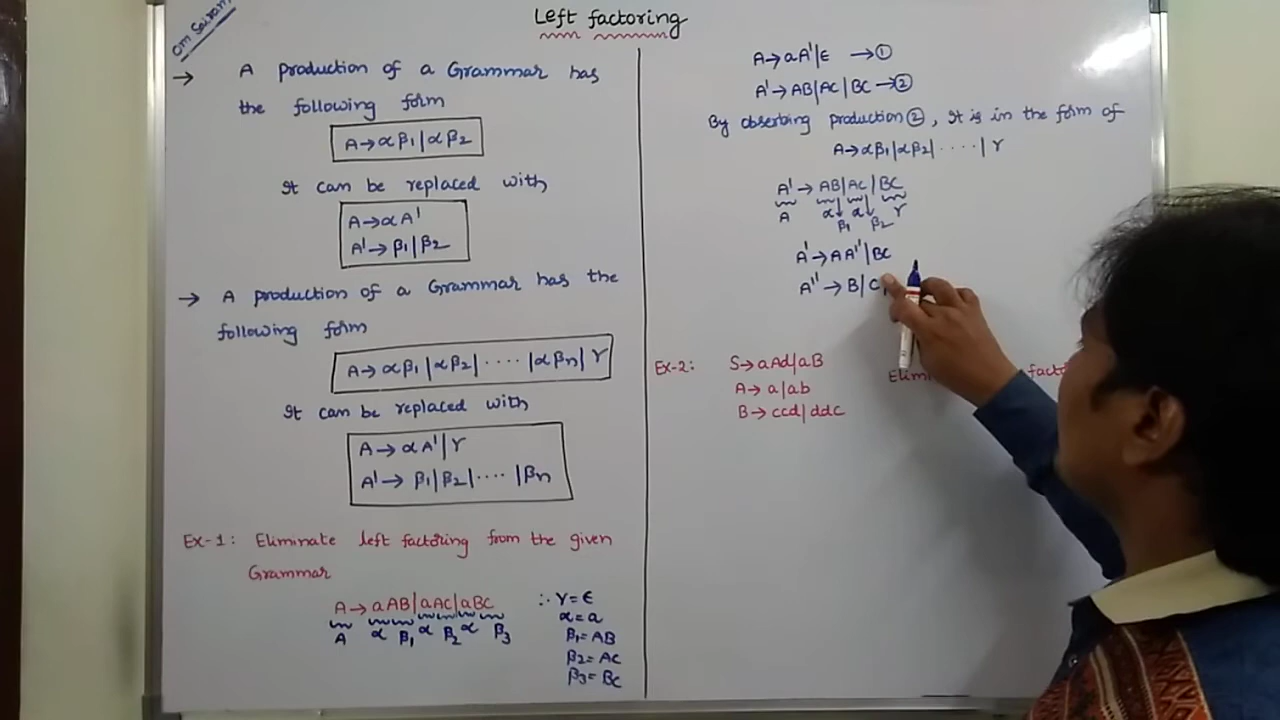 Om Sairam
Left factoring
→ A production of a Grammar has
the following form
A→αβ1|αβ2
It can be replaced with
A→αA'
A'→β1|β2
→ A production of a Grammar has the
following form
A→αβ1|αβ2|....|αβn|γ
It can be replaced with
A→αA'|γ
A'→β1|β2|....|βn
Ex-1: Eliminate left factoring from the given
Grammar
A→aAB|aAC|aBC
A α β1 α β2 α β3
∴ γ=ε
α=a
β1=AB
β2=AC
β3=BC
A→aA'|ε →①
A'→AB|AC|BC→②
By observing production②, It is in the form of
A→αβ1|αβ2|....|γ
A'→AB|AC|BC
A α α γ
β1 β2
A'→AA''|BC
A''→B|C
Ex-2: S→aAd|aB
A→a|ab
B→ccd|ddc